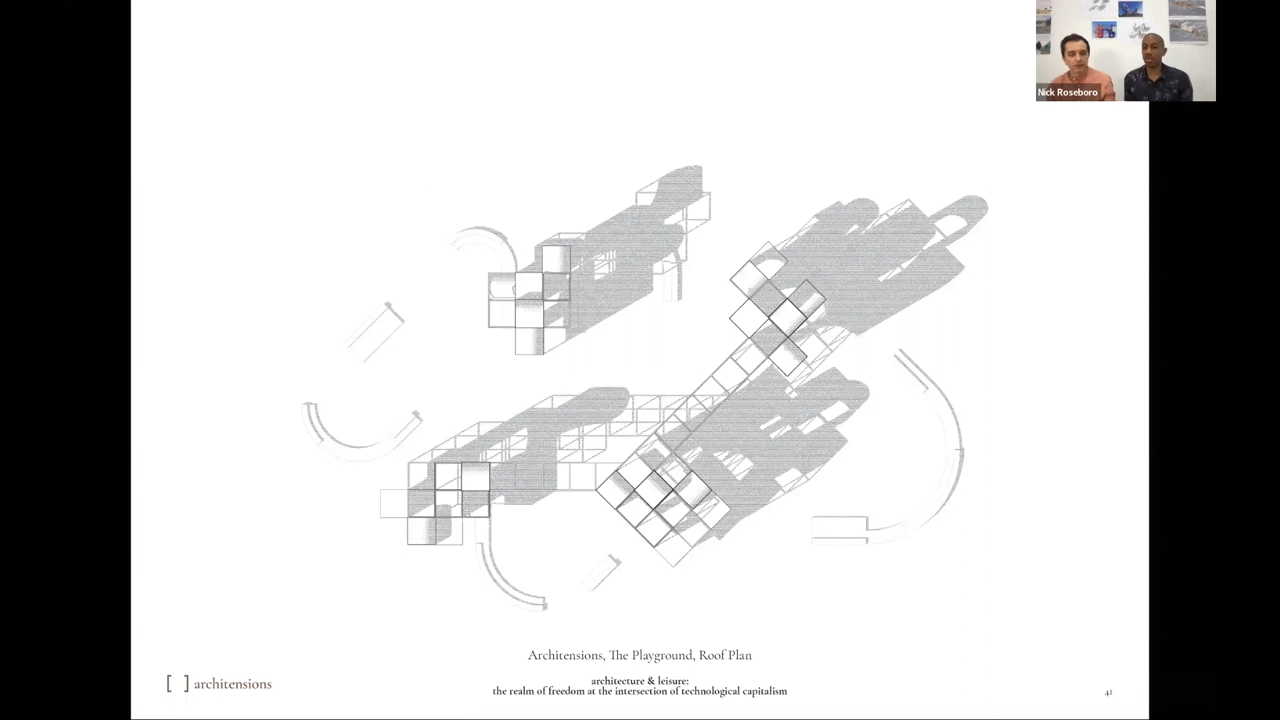 Nick Roseboro
Architensions, The Playground, Roof Plan
architecture & leisure:
the realm of freedom at the intersection of technological capitalism
[ ] architensions
41